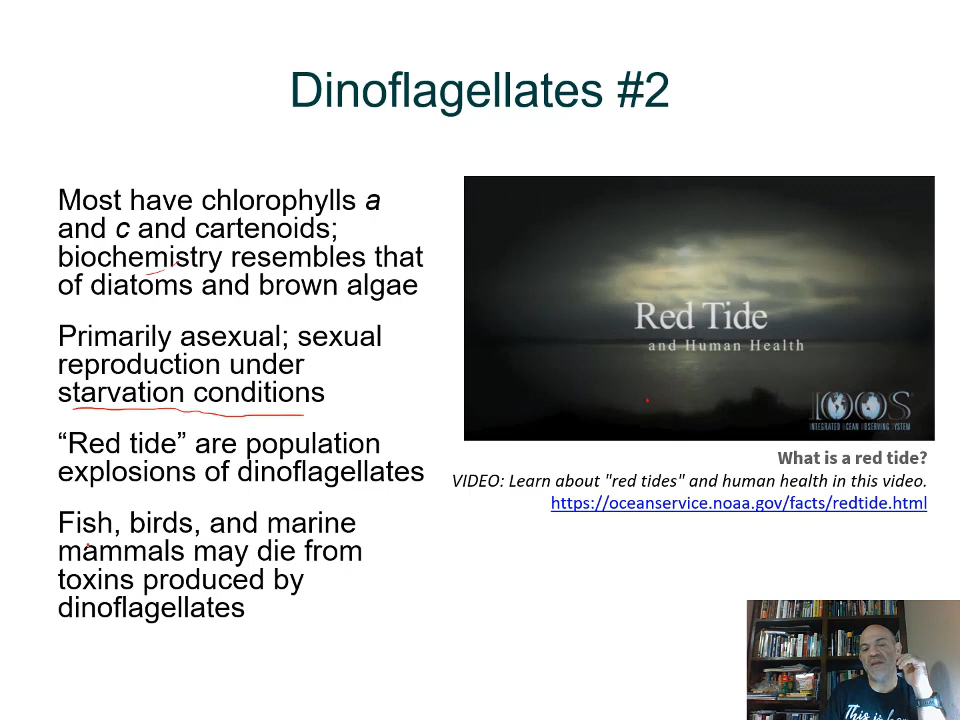 Dinoflagellates #2
Most have chlorophylls a
and c and cartenoids;
biochemistry resembles that
of diatoms and brown algae
Primarily asexual; sexual
reproduction under
starvation conditions
“Red tide” are population
explosions of dinoflagellates
Fish, birds, and marine
mammals may die from
toxins produced by
dinoflagellates
Red Tide
and Human Health
IOOS
INTEGRATED OCEAN OBSERVING SYSTEM
What is a red tide?
VIDEO: Learn about "red tides" and human health in this video.
https://oceanservice.noaa.gov/facts/redtide.html
This is